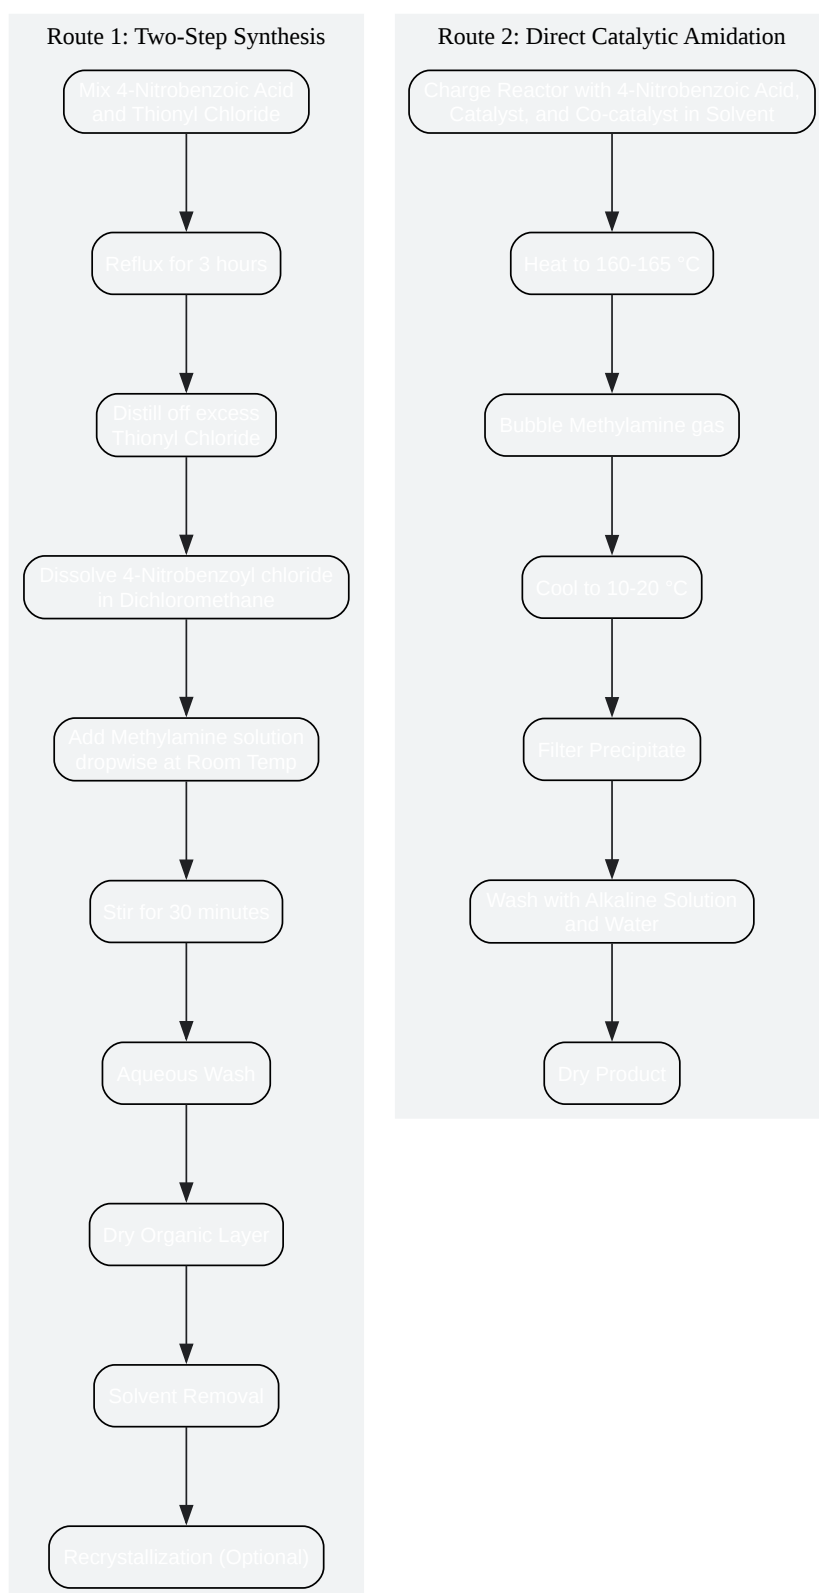 Route 1: Two-Step Synthesis
Mix 4-Nitrobenzoic Acid
and Thionyl Chloride
Reflux for 3 hours
Distill off excess
Thionyl Chloride
Dissolve 4-Nitrobenzoyl chloride
in Dichloromethane
Add Methylamine solution
dropwise at Room Temp
Stir for 30 minutes
Aqueous Wash
Dry Organic Layer
Solvent Removal
Recrystallization (Optional)
Route 2: Direct Catalytic Amidation
Charge Reactor with 4-Nitrobenzoic Acid,
Catalyst, and Co-catalyst in Solvent
Heat to 160-165 °C
Bubble Methylamine gas
Cool to 10-20 °C
Filter Precipitate
Wash with Alkaline Solution
and Water
Dry Product